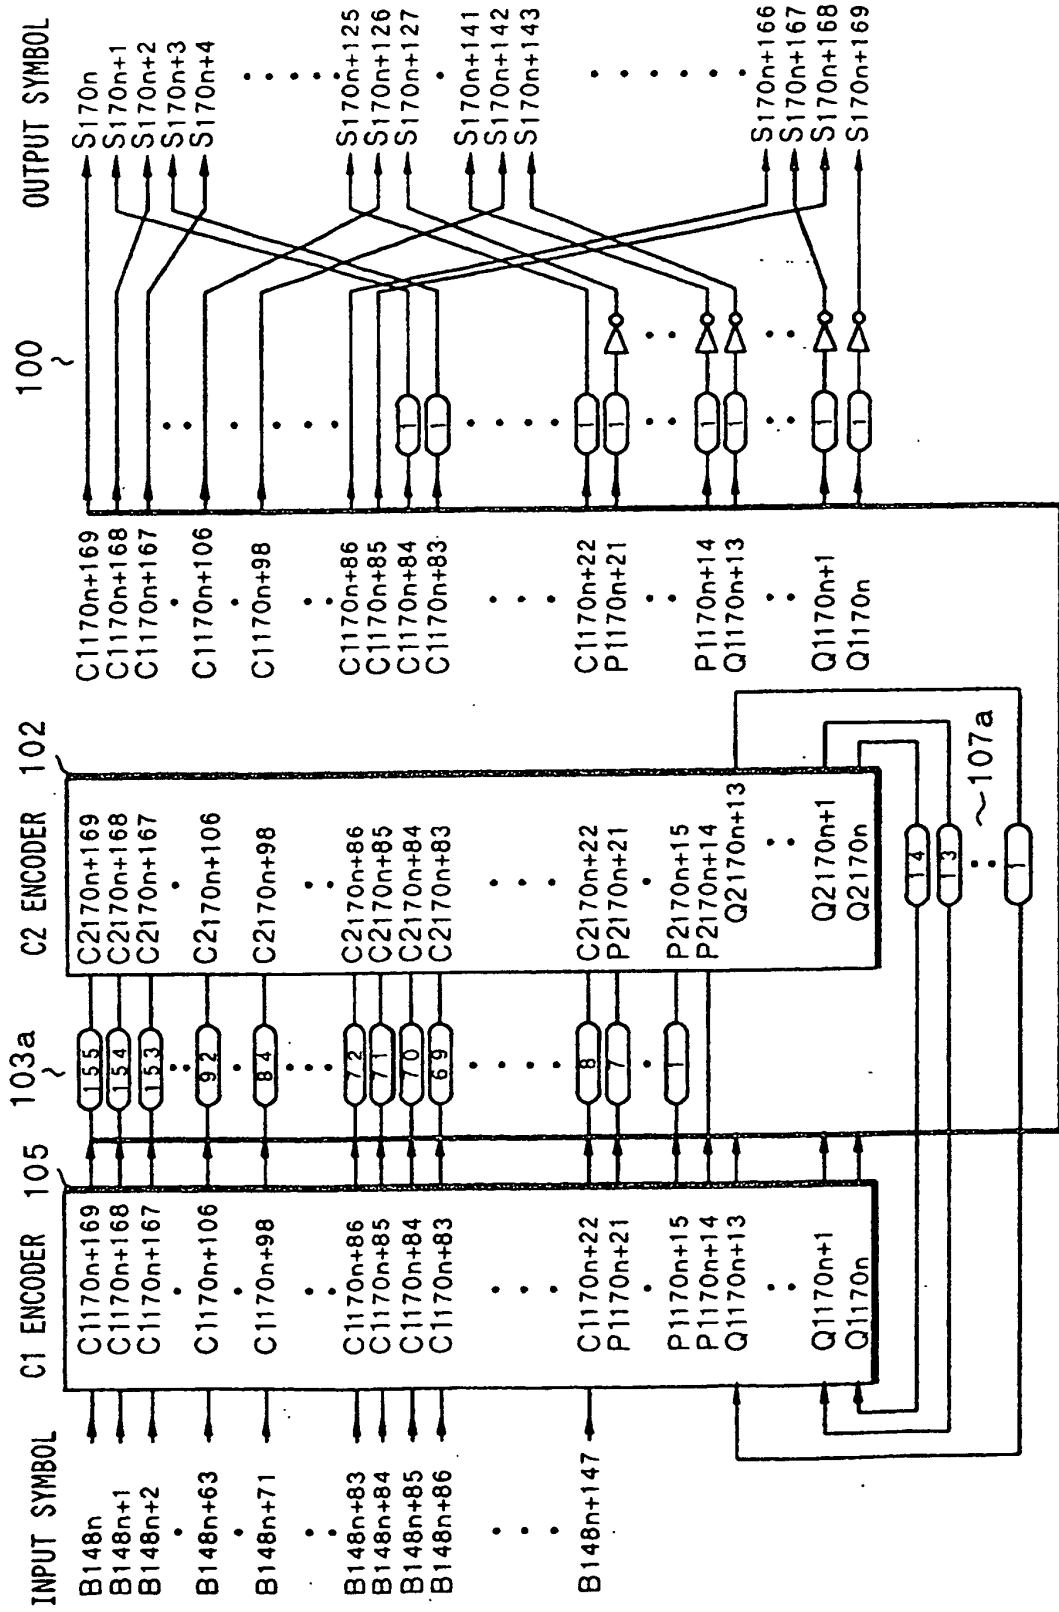 INPUT SYMBOL
B148n
B148n+1
B148n+2
B148n+63
B148n+71
B148n+83
B148n+84
B148n+85
B148n+86
B148n+147
C1 ENCODER
105
C1170n+169
C1170n+168
C1170n+167
C1170n+106
C1170n+98
C1170n+86
C1170n+85
C1170n+84
C1170n+83
C1170n+22
P1170n+21
P1170n+15
P1170n+14
Q1170n+13
Q1170n+1
Q1170n
103a
155
154
153
92
84
72
71
70
69
8
7
1
C2 ENCODER
102
C2170n+169
C2170n+168
C2170n+167
C2170n+106
C2170n+98
C2170n+86
C2170n+85
C2170n+84
C2170n+83
C2170n+22
P2170n+21
P2170n+15
P2170n+14
Q2170n+13
Q2170n+1
Q2170n
14
13
1
107a
C1170n+169
C1170n+168
C1170n+167
C1170n+106
C1170n+98
C1170n+86
C1170n+85
C1170n+84
C1170n+83
C1170n+22
P1170n+21
P1170n+14
Q1170n+13
Q1170n+1
Q1170n
100
1
1
1
1
1
1
1
1
OUTPUT SYMBOL
S170n
S170n+1
S170n+2
S170n+3
S170n+4
S170n+125
S170n+126
S170n+127
S170n+141
S170n+142
S170n+143
S170n+166
S170n+167
S170n+168
S170n+169